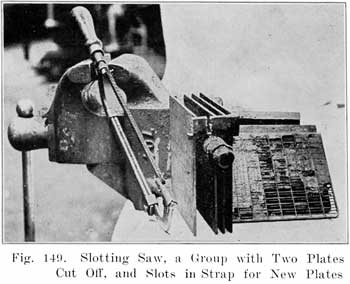 Fig. 149. Slotting Saw, a Group with Two Plates
Cut Off, and Slots in Strap for New Plates